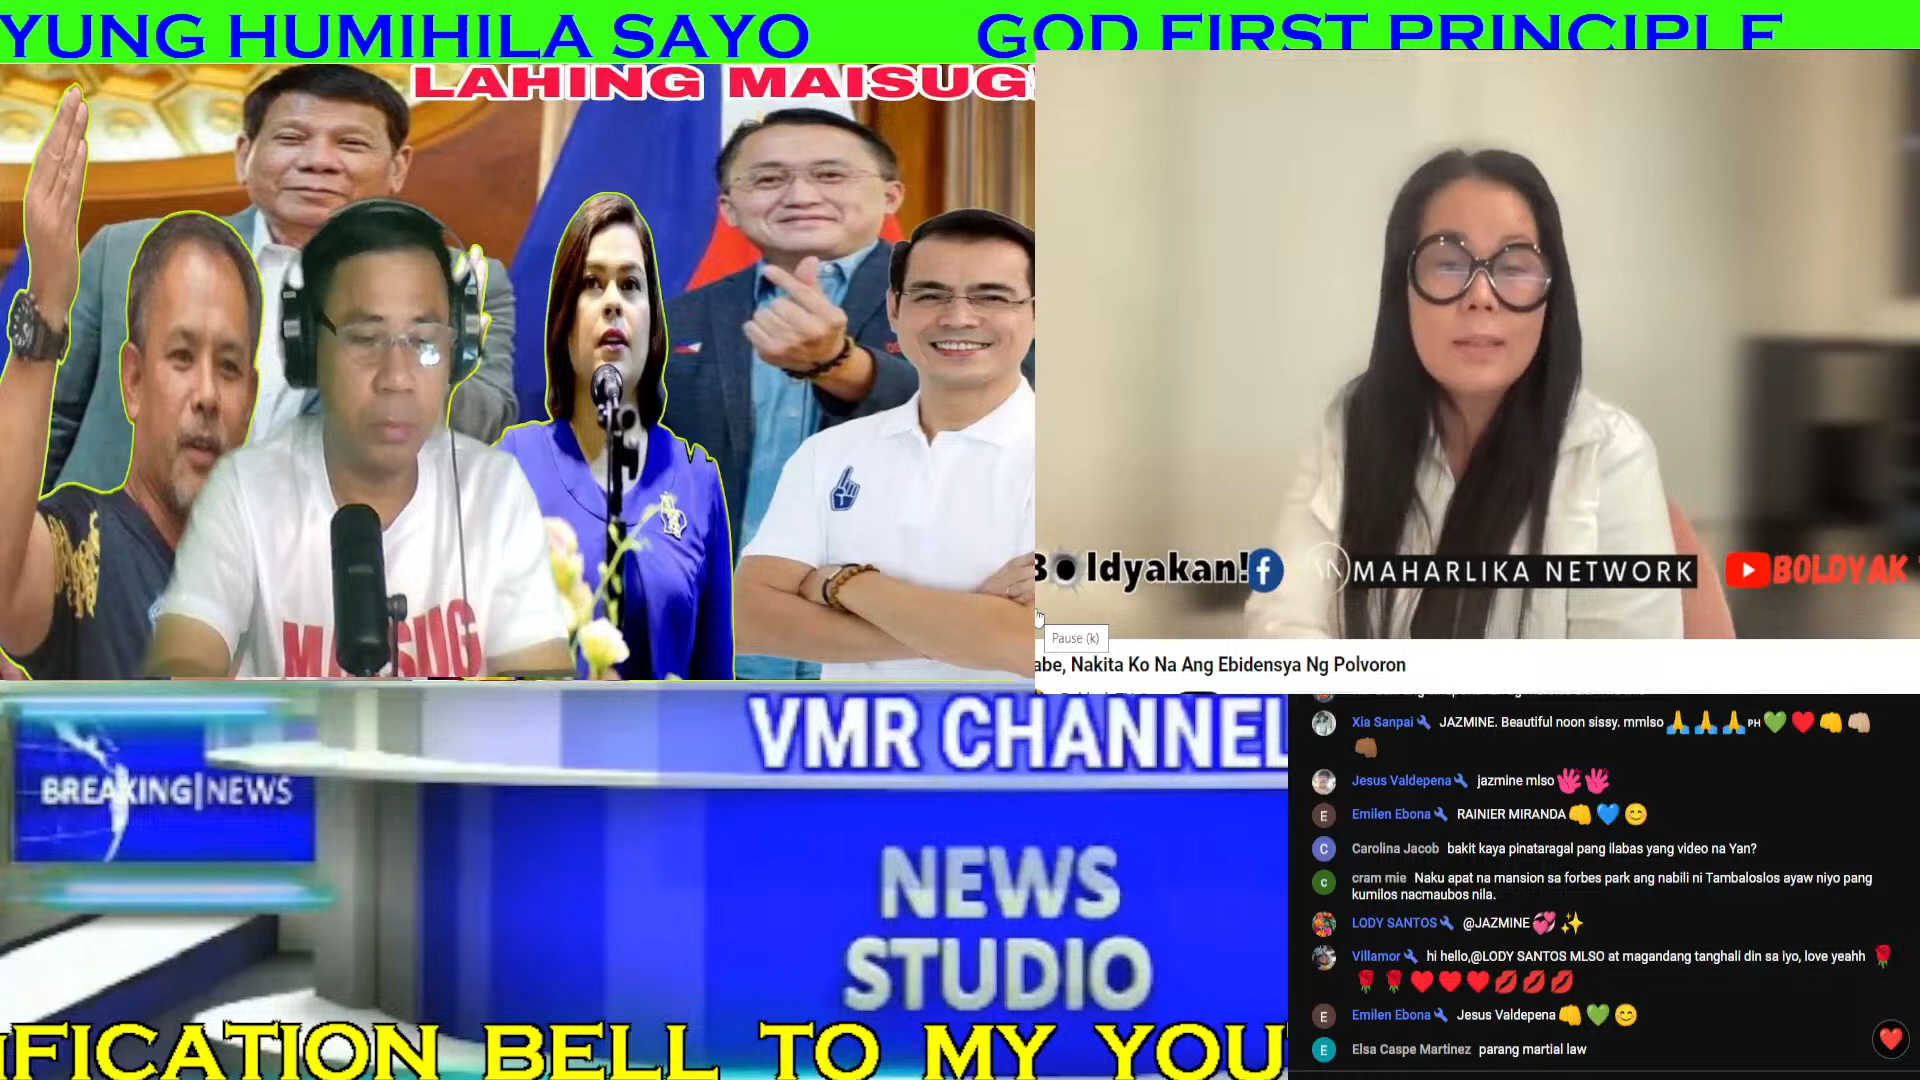 YUNG HUMIHILA SAYO GOD FIRST PRINCIPLE
LAHING MAISUG
MAISUG
Boldyakan!
MAHARLIKA NETWORK
BOLDYAK
Pause (k)
abe, Nakita Ko Na Ang Ebidensya Ng Polvoron
VMR CHANNEL
BREAKING|NEWS
NEWS
STUDIO
FICATION BELL TO MY YOU
Xia Sanpai JAZMINE. Beautiful noon sissy. mmlso 🙏🙏🙏 PH 💚❤️👊👊🏼
👊🏾
Jesus Valdepena jazmine mlso
Emilen Ebona RAINIER MIRANDA 👊💙😊
Carolina Jacob bakit kaya pinataragal pang ilabas yang video na Yan?
cram mie Naku apat na mansion sa forbes park ang nabili ni Tambaloslos ayaw niyo pang
kumilos nacmaubos nila.
LODY SANTOS @JAZMINE 💞✨
Villamor hi hello,@LODY SANTOS MLSO at magandang tanghali din sa iyo, love yeahh 🌹
🌹🌹❤️❤️❤️💋💋💋
Emilen Ebona Jesus Valdepena 👊💚😊
Elsa Caspe Martinez parang martial law